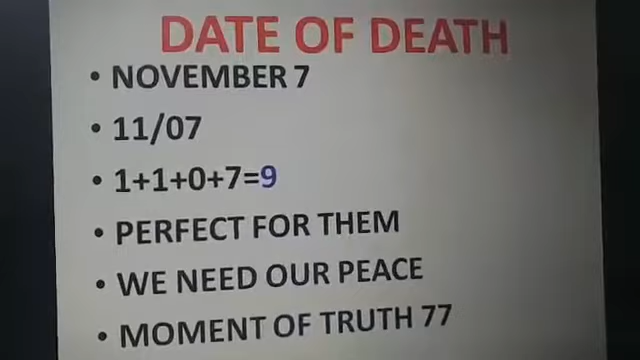 DATE OF DEATH
• NOVEMBER 7
• 11/07
• 1+1+0+7=9
• PERFECT FOR THEM
• WE NEED OUR PEACE
• MOMENT OF TRUTH 77